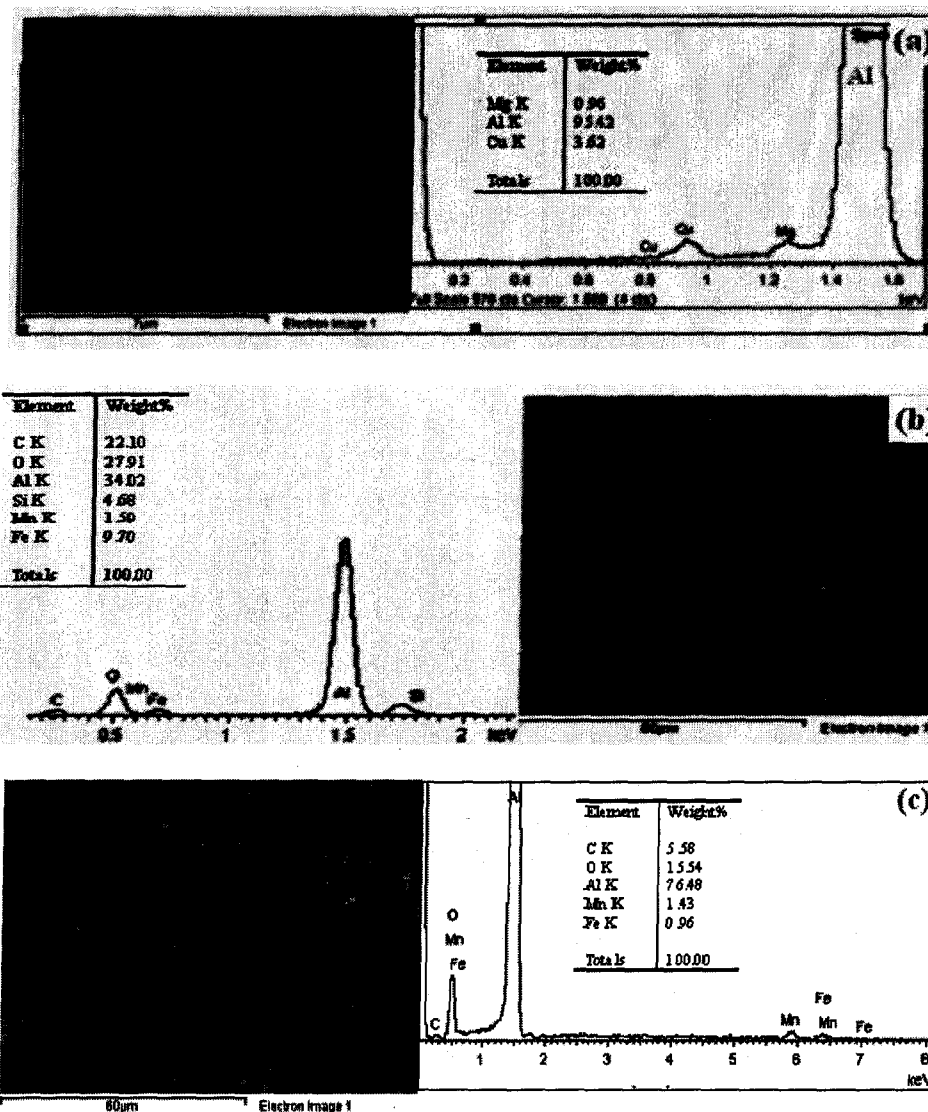 (a)
Element Weight%
Mg K 0.96
Al K 95.42
Cu K 3.62
Totals 100.00
Al
Cu Cu Mg
0.2 0.4 0.6 0.8 1 1.2 1.4 1.6
keV
7µm Electron Image 1
(b)
Element Weight%
C K 22.10
O K 27.91
Al K 34.02
Si K 4.68
Mn K 1.50
Fe K 9.70
Totals 100.00
C O Mn Fe Al Si
0.5 1 1.5 2 keV
Electron Image 1
(c)
Element Weight%
C K 5.58
O K 15.54
Al K 76.48
Mn K 1.43
Fe K 0.96
Totals 100.00
Al
O
Mn
Fe
C
Fe
Mn Mn Fe
1 2 3 4 5 6 7 8
keV
60µm Electron Image 1